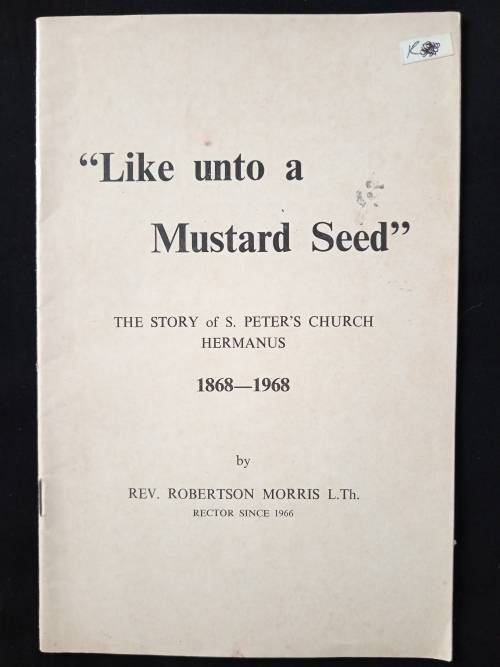 “Like unto a
Mustard Seed”
THE STORY of S. PETER’S CHURCH
HERMANUS
1868—1968
by
REV. ROBERTSON MORRIS L.Th.
RECTOR SINCE 1966